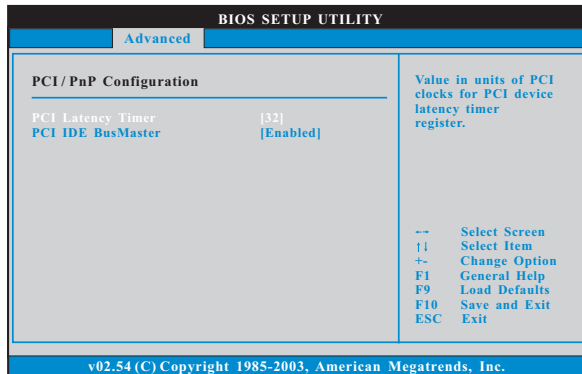 BIOS SETUP UTILITY
Advanced
PCI / PnP Configuration
PCI Latency Timer [32]
PCI IDE BusMaster [Enabled]
Value in units of PCI
clocks for PCI device
latency timer
register.
←→ Select Screen
↑↓ Select Item
+- Change Option
F1 General Help
F9 Load Defaults
F10 Save and Exit
ESC Exit
v02.54 (C) Copyright 1985-2003, American Megatrends, Inc.